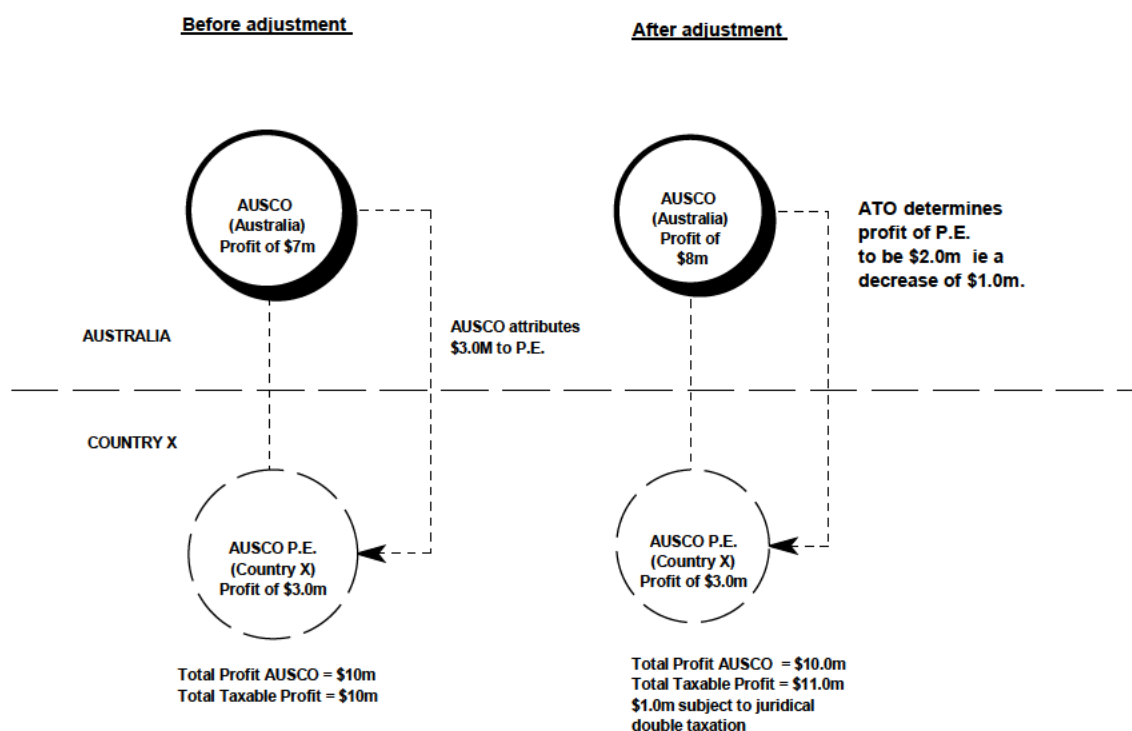 Before adjustment
AUSCO
(Australia)
Profit of $7m
AUSTRALIA
AUSCO attributes
$3.0M to P.E.
COUNTRY X
AUSCO P.E.
(Country X)
Profit of $3.0m
Total Profit AUSCO = $10m
Total Taxable Profit = $10m
After adjustment
AUSCO
(Australia)
Profit of
$8m
ATO determines
profit of P.E.
to be $2.0m ie a
decrease of $1.0m.
AUSCO P.E.
(Country X)
Profit of $3.0m
Total Profit AUSCO = $10.0m
Total Taxable Profit = $11.0m
$1.0m subject to juridical
double taxation